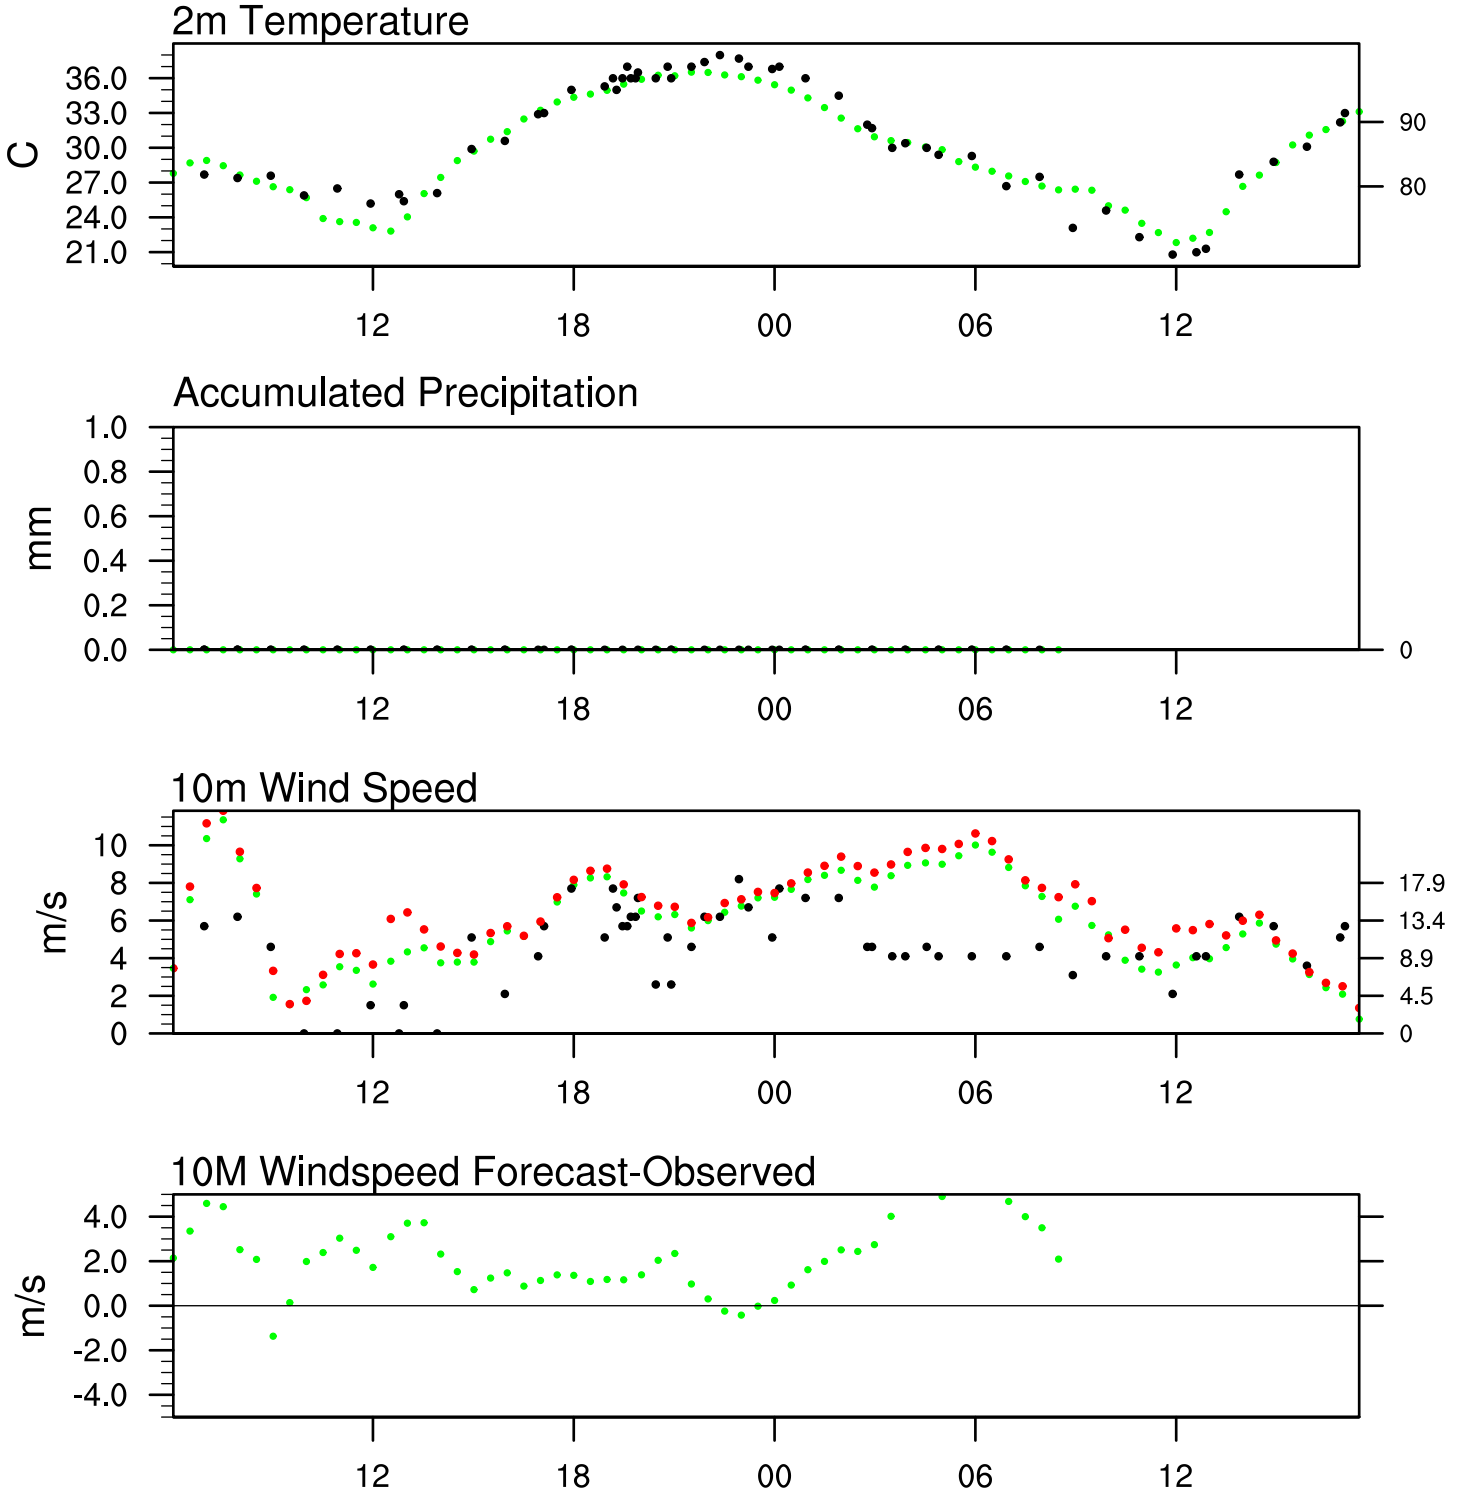 2m Temperature
36.0
33.0
30.0
27.0
24.0
21.0
C
90
80
12 18 00 06 12
Accumulated Precipitation
1.0
0.8
0.6
0.4
0.2
0.0
mm
0
12 18 00 06 12
10m Wind Speed
10
8
6
4
2
0
m/s
17.9
13.4
8.9
4.5
0
12 18 00 06 12
10M Windspeed Forecast-Observed
4.0
2.0
0.0
-2.0
-4.0
m/s
12 18 00 06 12